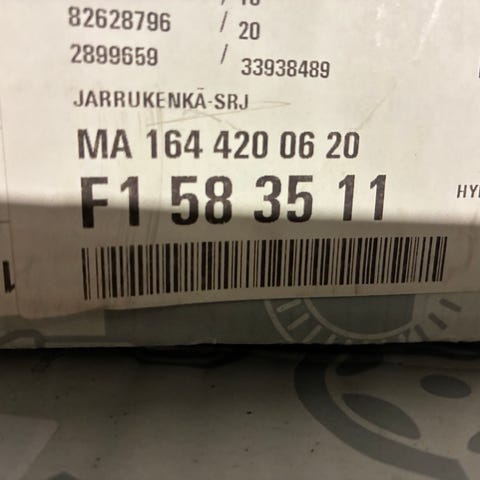 82628796 / 20
2899659 / 33938489
JARRUKENKÄ-SRJ
MA 164 420 06 20
F1 58 35 11